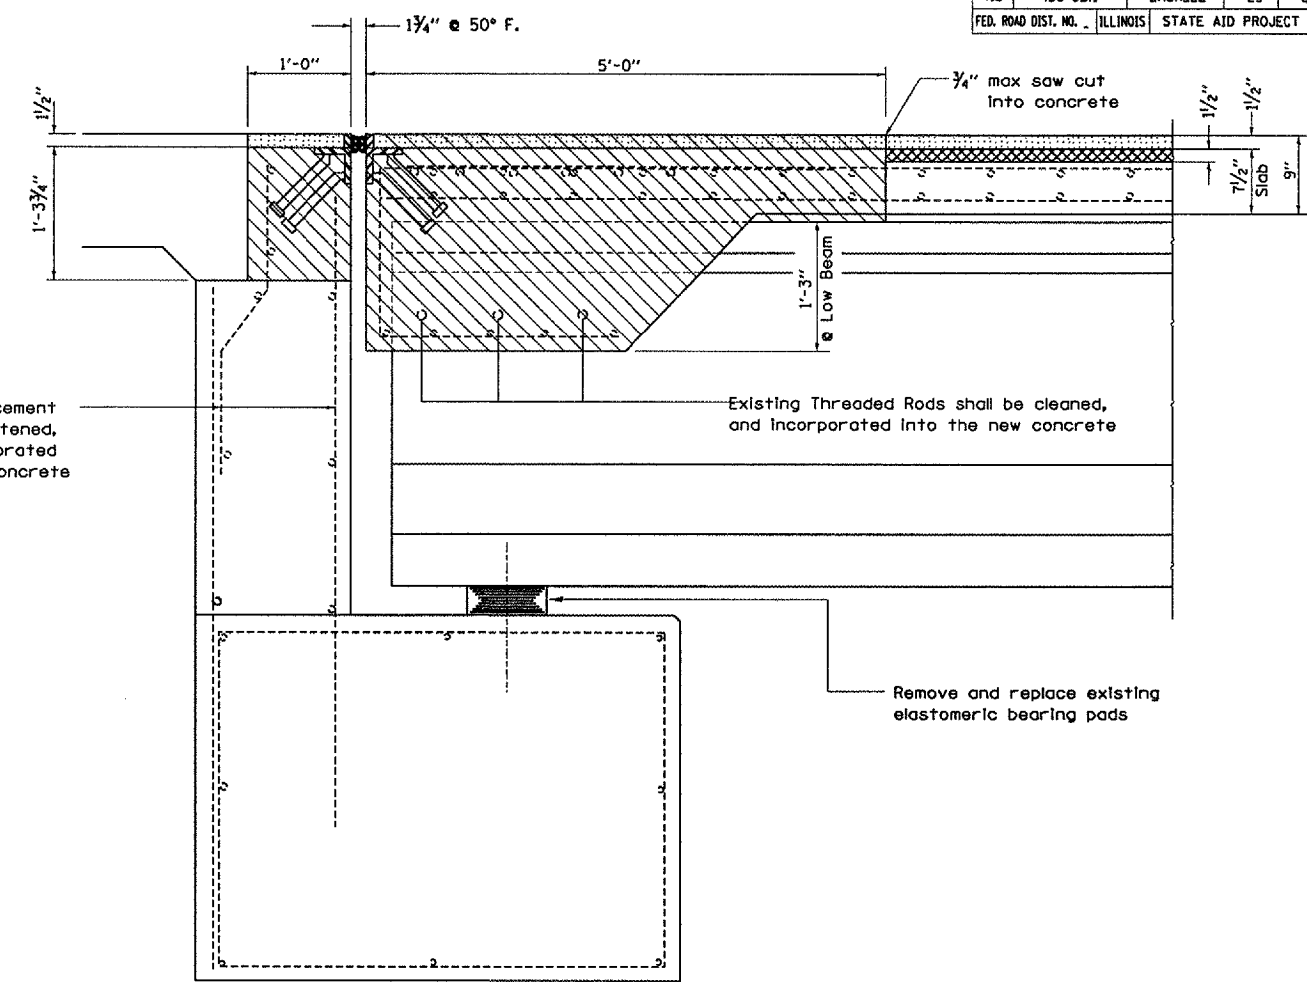 FED. ROAD DIST. NO. _ ILLINOIS STATE AID PROJECT
1¾" @ 50° F.
1'-0"
5'-0"
¾" max saw cut
into concrete
1½"
1'-3¾"
1½"
1½"
7½"
Slab
9"
1'-3"
@ Low Beam
cement
tened,
orated
oncrete
Existing Threaded Rods shall be cleaned,
and incorporated into the new concrete
Remove and replace existing
elastomeric bearing pads